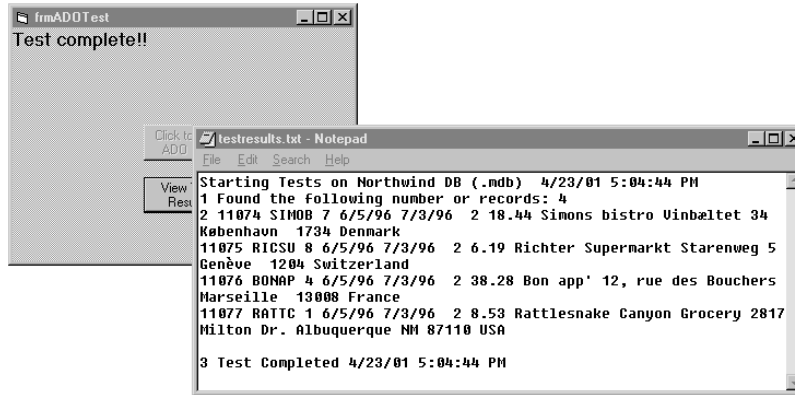 frmADOTest
Test complete!!
Click to
ADO
View
Resu
testresults.txt - Notepad
File Edit Search Help
Starting Tests on Northwind DB (.mdb) 4/23/01 5:04:44 PM
1 Found the following number or records: 4
2 11074 SIMOB 7 6/5/96 7/3/96 2 18.44 Simons bistro Vinbæltet 34
København 1734 Denmark
11075 RICSU 8 6/5/96 7/3/96 2 6.19 Richter Supermarkt Starenweg 5
Genève 1204 Switzerland
11076 BONAP 4 6/5/96 7/3/96 2 38.28 Bon app' 12, rue des Bouchers
Marseille 13008 France
11077 RATTC 1 6/5/96 7/3/96 2 8.53 Rattlesnake Canyon Grocery 2817
Milton Dr. Albuquerque NM 87110 USA
3 Test Completed 4/23/01 5:04:44 PM